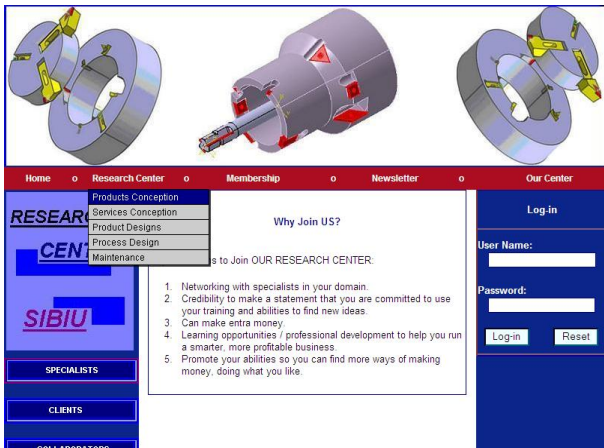 Home o Research Center o Membership o Newsletter o Our Center
Products Conception
Services Conception
Product Designs
Process Design
Maintenance
RESEAR
CENT
SIBIU
SPECIALISTS
CLIENTS
COLLABORATORS
Why Join US?
s to Join OUR RESEARCH CENTER:
1. Networking with specialists in your domain.
2. Credibility to make a statement that you are committed to use
your training and abilities to find new ideas.
3. Can make entra money.
4. Learning opportunities / professional development to help you run
a smarter, more profitable business.
5. Promote your abilities so you can find more ways of making
money, doing what you like.
Log-in
User Name:
Password:
Log-in Reset